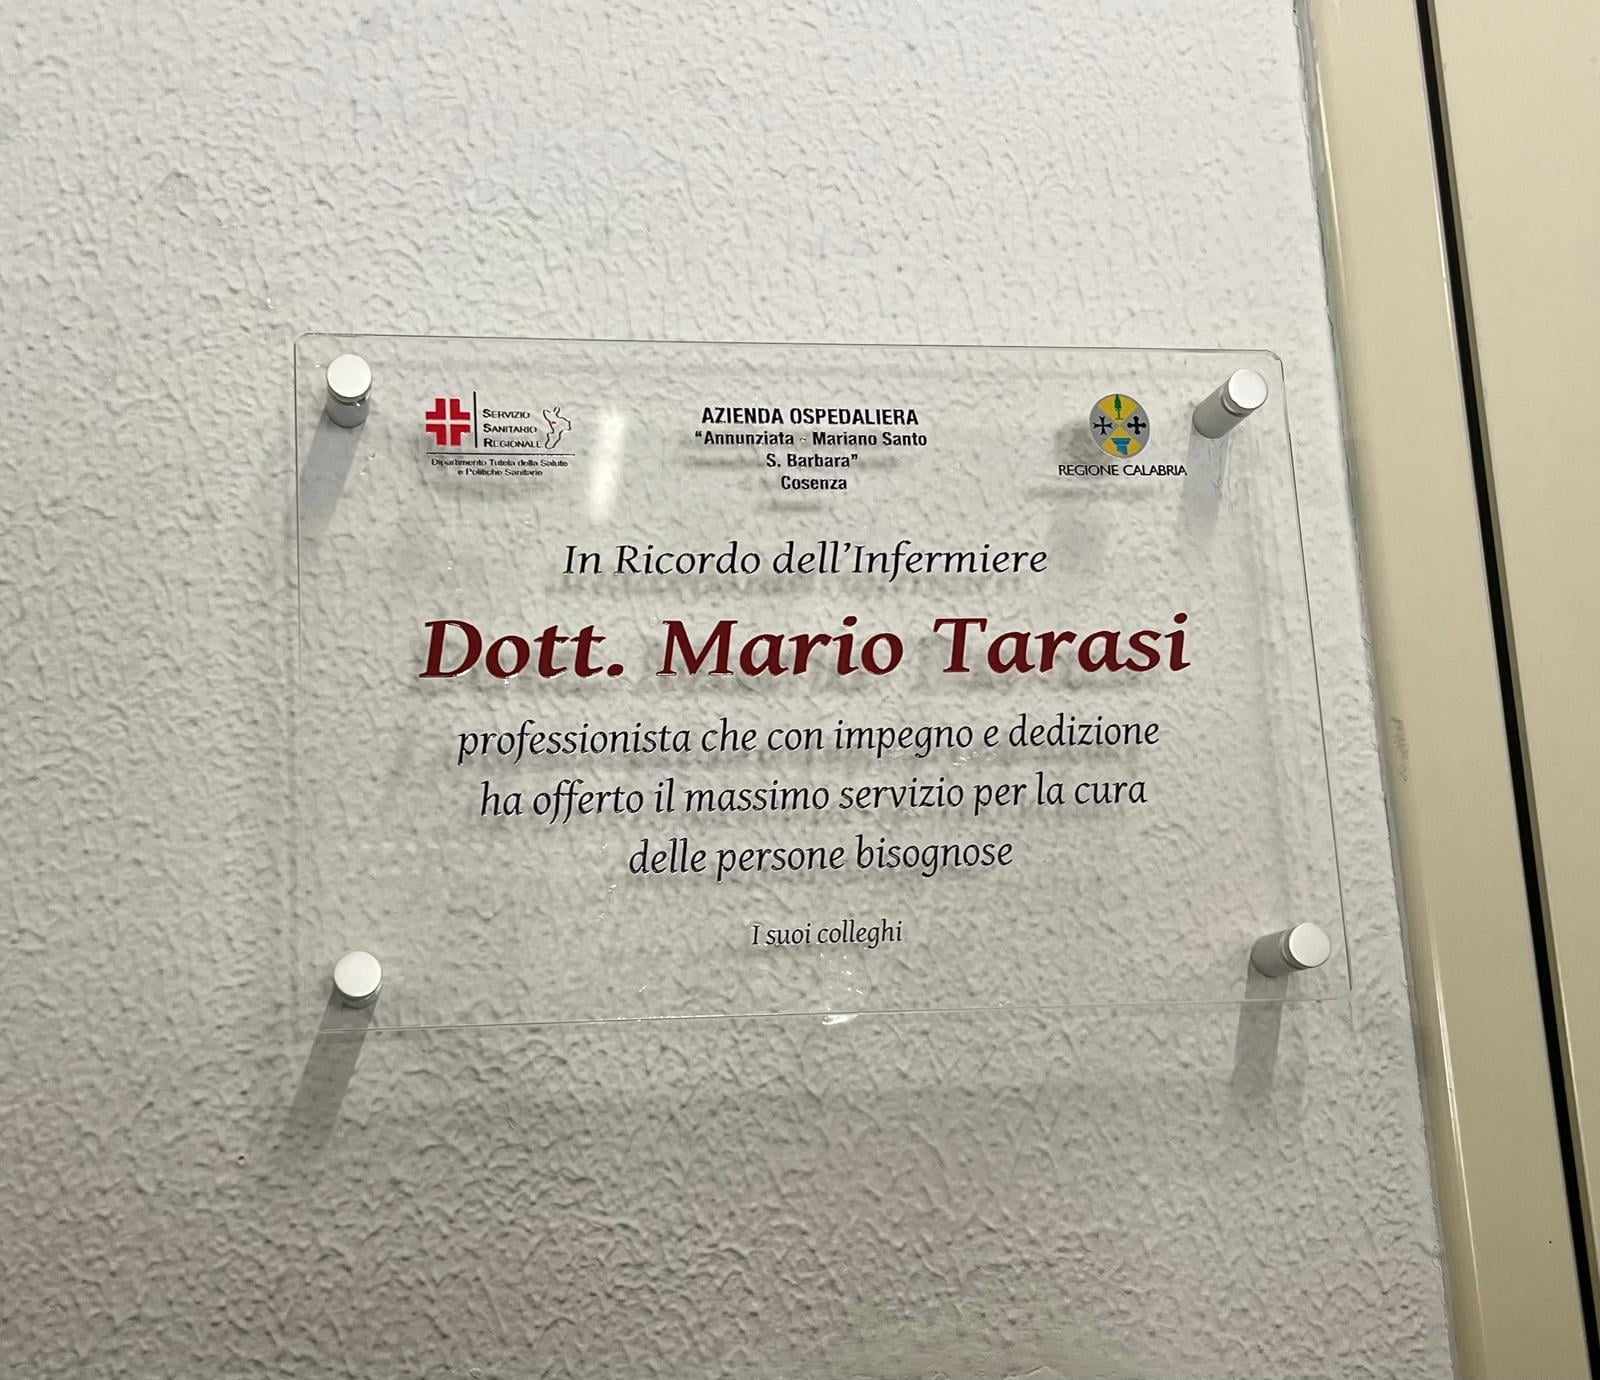 SERVIZIO
SANITARIO
REGIONALE
Dipartimento Tutela della Salute
e Politiche Sanitarie
AZIENDA OSPEDALIERA
"Annunziata - Mariano Santo
S. Barbara"
Cosenza
REGIONE CALABRIA
In Ricordo dell'Infermiere
Dott. Mario Tarasi
professionista che con impegno e dedizione
ha offerto il massimo servizio per la cura
delle persone bisognose
I suoi colleghi